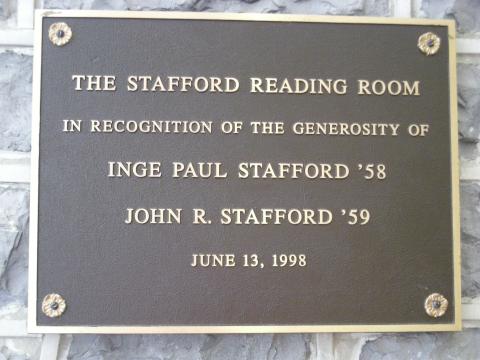 THE STAFFORD READING ROOM
IN RECOGNITION OF THE GENEROSITY OF
INGE PAUL STAFFORD ’58
JOHN R. STAFFORD ’59
JUNE 13, 1998